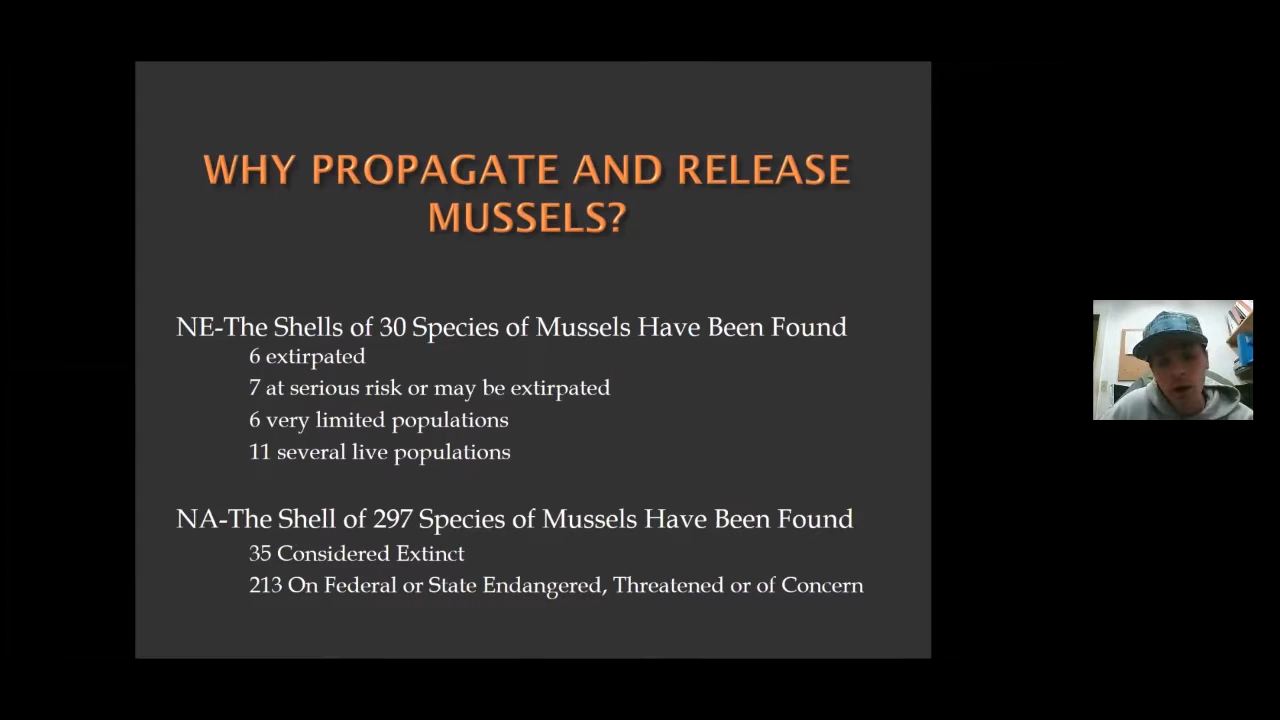 WHY PROPAGATE AND RELEASE
MUSSELS?
NE-The Shells of 30 Species of Mussels Have Been Found
6 extirpated
7 at serious risk or may be extirpated
6 very limited populations
11 several live populations
NA-The Shell of 297 Species of Mussels Have Been Found
35 Considered Extinct
213 On Federal or State Endangered, Threatened or of Concern